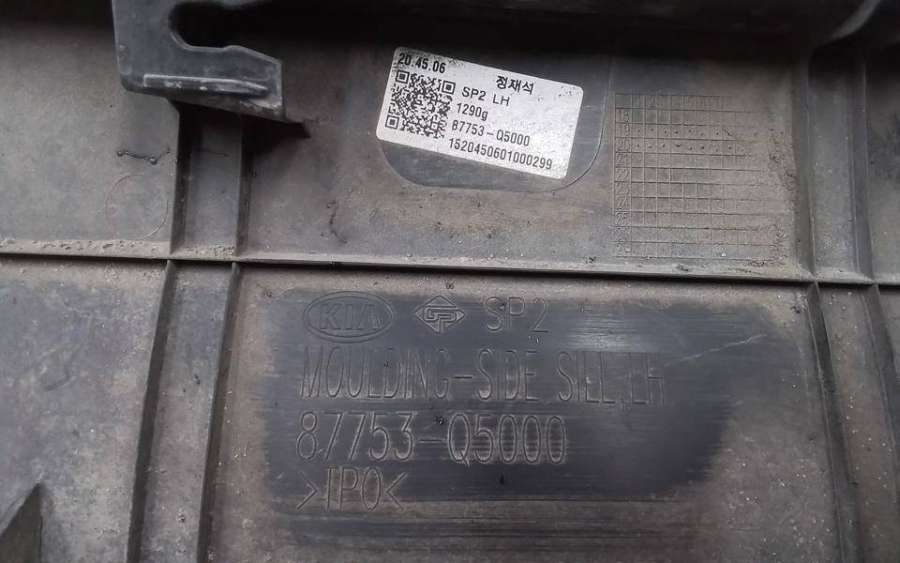 20.45.06
정재석
SP2 LH
1290g
87753-Q5000
1520450601000299
KIA SP2
MOULDING-SIDE SILL,LH
87753-Q5000
>TPO<